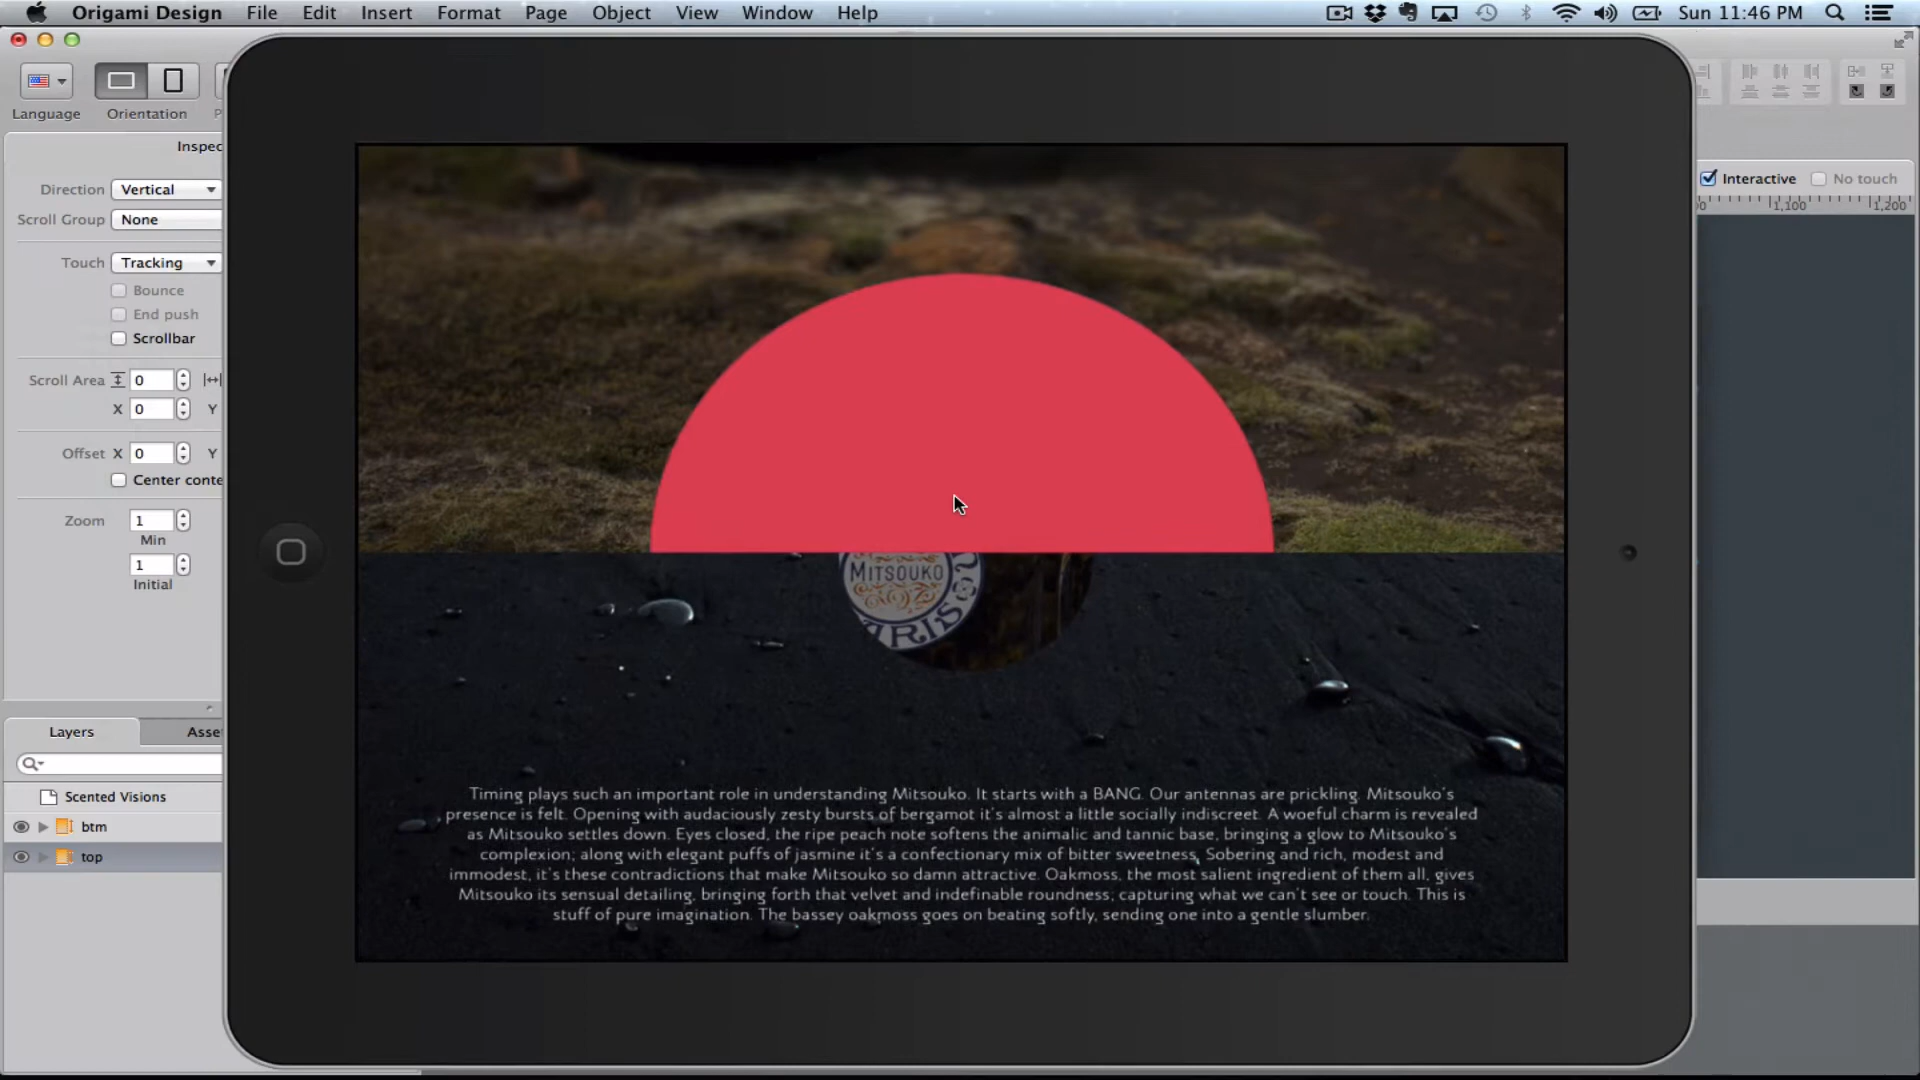 Origami Design File Edit Insert Format Page Object View Window Help Sun 11:46 PM
Language Orientation
Inspec
Direction Vertical
Scroll Group None
Touch Tracking
Bounce
End push
Scrollbar
Scroll Area 0
X 0 Y
Offset X 0 Y
Center conte
Zoom 1
Min
1
Initial
Layers Asse
Scented Visions
btm
top
Interactive No touch
1,100 1,200
MITSOUKO
ARIS
Timing plays such an important role in understanding Mitsouko. It starts with a BANG. Our antennas are prickling. Mitsouko's
presence is felt. Opening with audaciously zesty bursts of bergamot it's almost a little socially indiscreet. A woeful charm is revealed
as Mitsouko settles down. Eyes closed, the ripe peach note softens the animalic and tannic base, bringing a glow to Mitsouko's
complexion; along with elegant puffs of jasmine it's a confectionary mix of bitter sweetness. Sobering and rich, modest and
immodest, it's these contradictions that make Mitsouko so damn attractive. Oakmoss, the most salient ingredient of them all, gives
Mitsouko its sensual detailing, bringing forth that velvet and indefinable roundness; capturing what we can't see or touch. This is
stuff of pure imagination. The bassey oakmoss goes on beating softly, sending one into a gentle slumber.